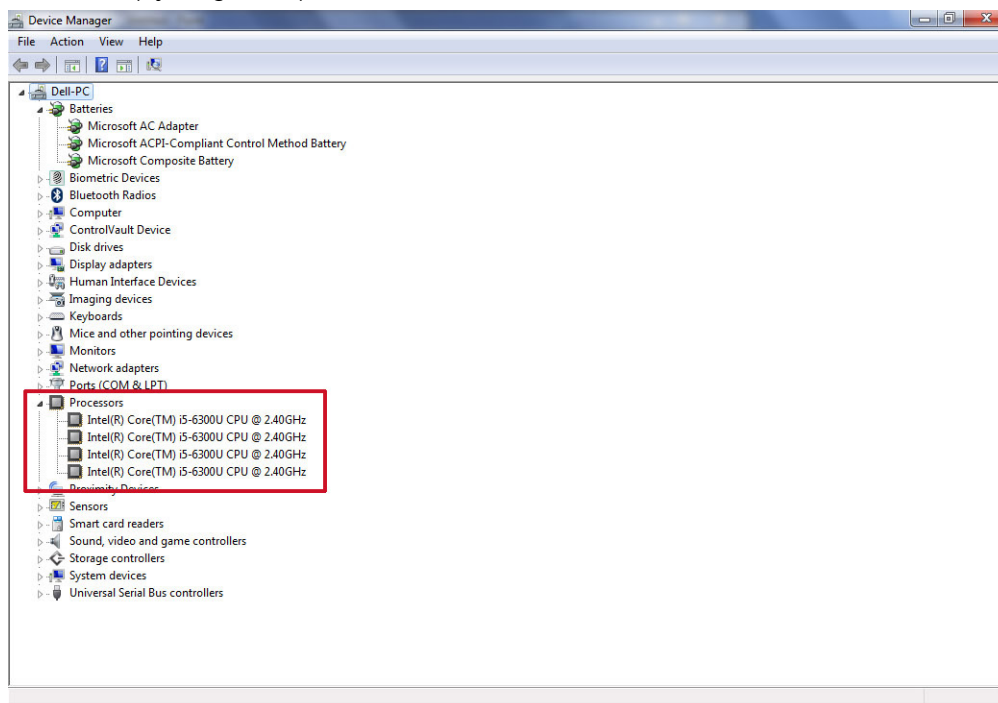 Device Manager
File Action View Help
Dell-PC
Batteries
Microsoft AC Adapter
Microsoft ACPI-Compliant Control Method Battery
Microsoft Composite Battery
Biometric Devices
Bluetooth Radios
Computer
ControlVault Device
Disk drives
Display adapters
Human Interface Devices
Imaging devices
Keyboards
Mice and other pointing devices
Monitors
Network adapters
Ports (COM & LPT)
Processors
Intel(R) Core(TM) i5-6300U CPU @ 2.40GHz
Intel(R) Core(TM) i5-6300U CPU @ 2.40GHz
Intel(R) Core(TM) i5-6300U CPU @ 2.40GHz
Intel(R) Core(TM) i5-6300U CPU @ 2.40GHz
Proximity Devices
Sensors
Smart card readers
Sound, video and game controllers
Storage controllers
System devices
Universal Serial Bus controllers